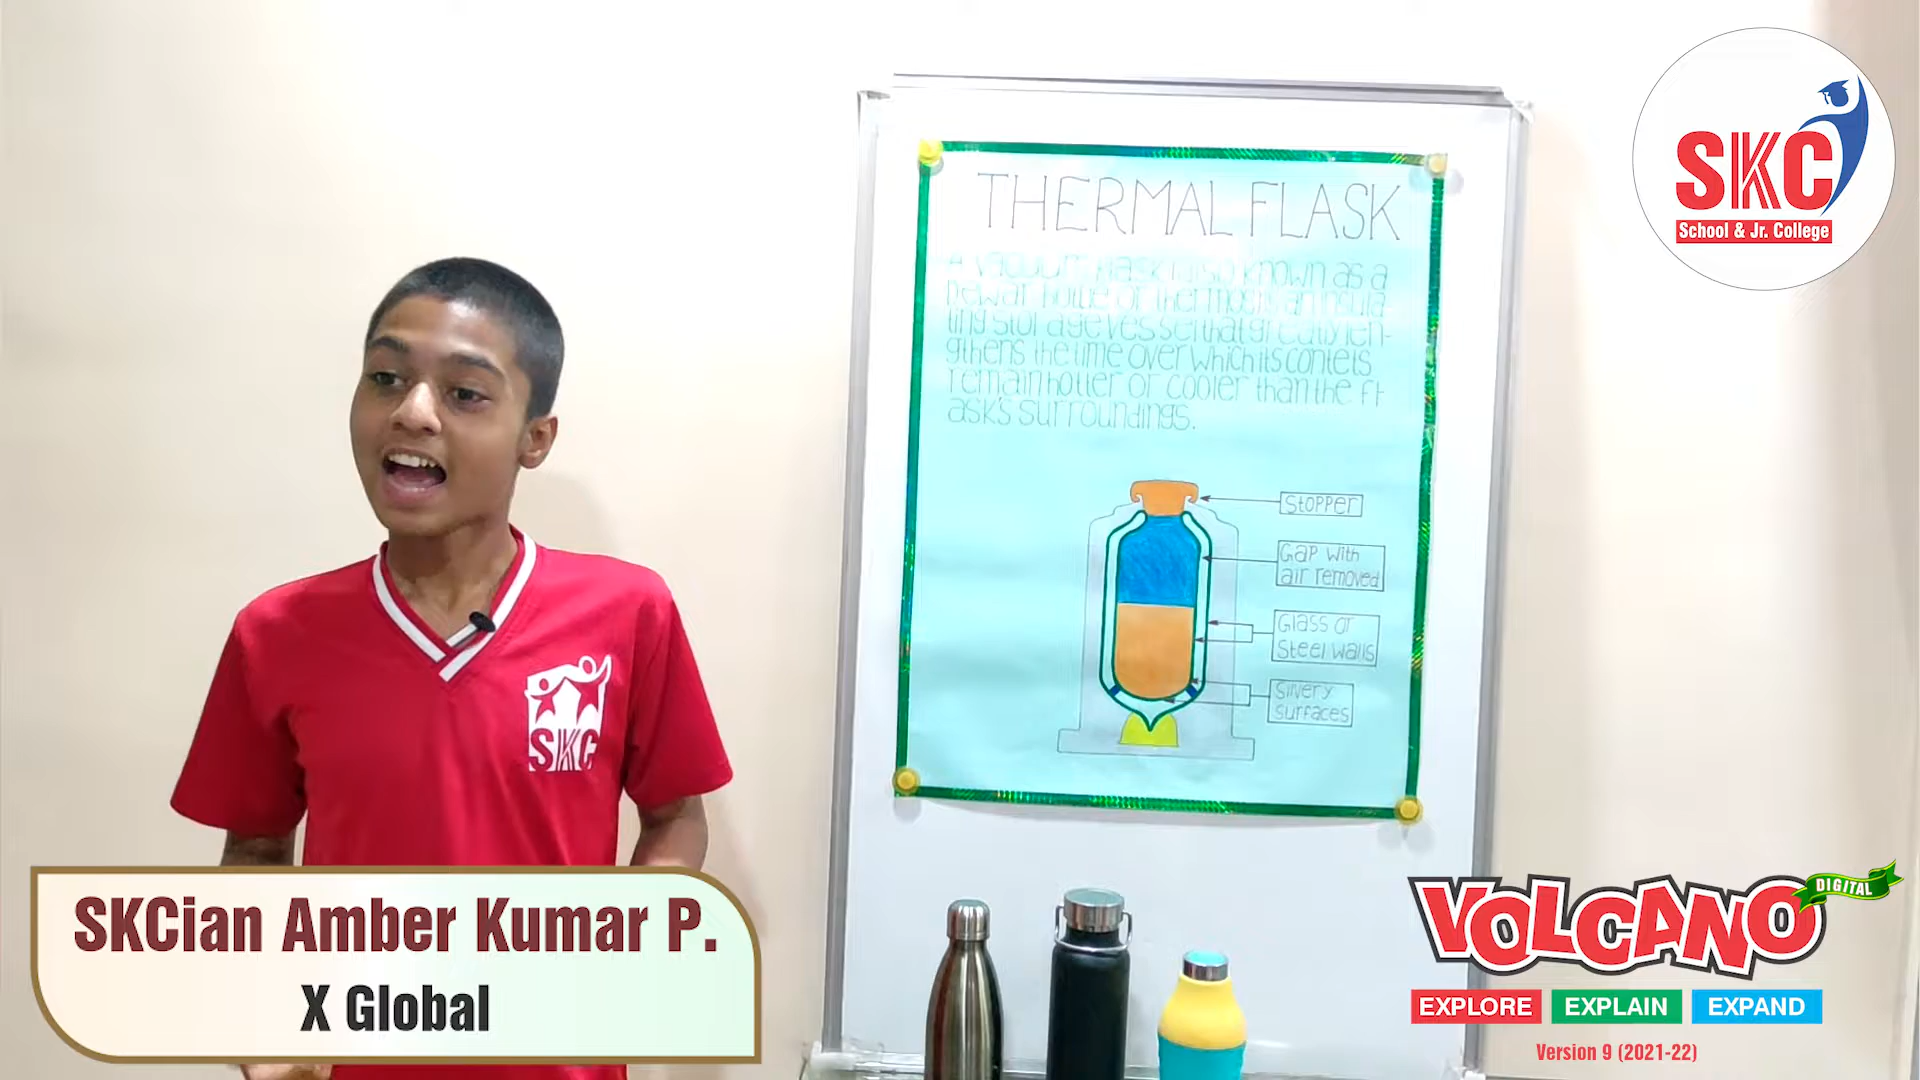 SKC
School & Jr. College
THERMAL FLASK
A vacuum flask (also known as a
dewar bottle or thermos) is an insula-
ting storage vessel that greatly len-
gthens the time over which its contets
remain hotter or cooler than the fl
ask's surroundings.
Stopper
Gap with
air removed
Glass or
Steel walls
Silvery
surfaces
SKC
SKCian Amber Kumar P.
X Global
VOLCANO
DIGITAL
EXPLORE EXPLAIN EXPAND
Version 9 (2021-22)